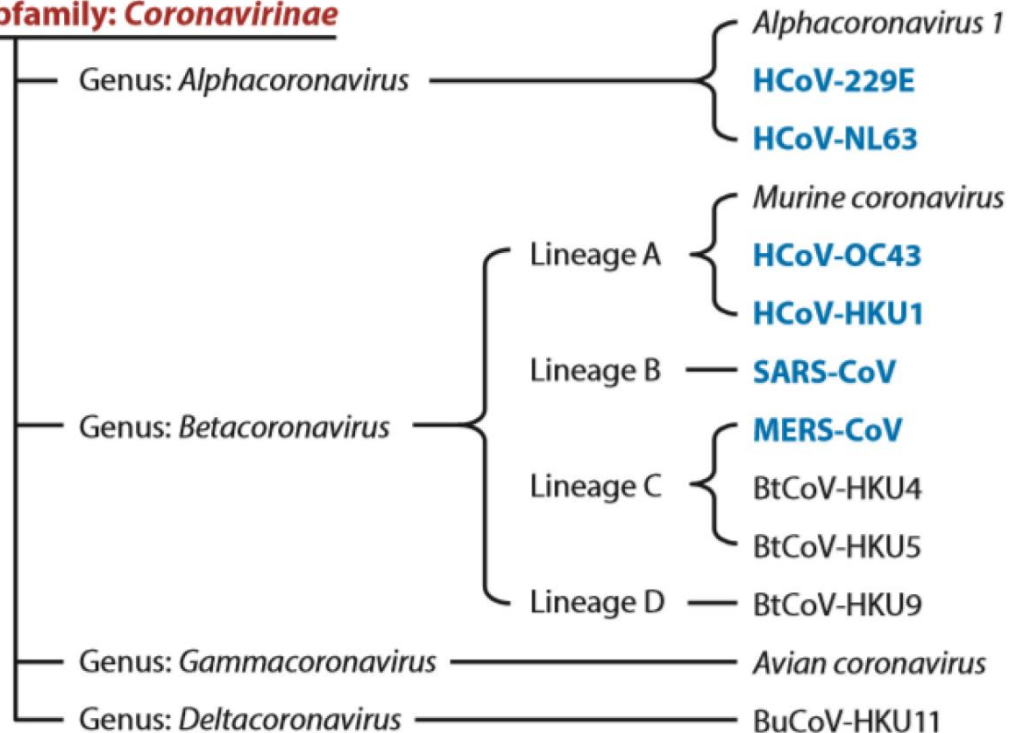 bfamily: Coronavirinae
Genus: Alphacoronavirus
Alphacoronavirus 1
HCoV-229E
HCoV-NL63
Genus: Betacoronavirus
Lineage A
Murine coronavirus
HCoV-OC43
HCoV-HKU1
Lineage B
SARS-CoV
Lineage C
MERS-CoV
BtCoV-HKU4
BtCoV-HKU5
Lineage D
BtCoV-HKU9
Genus: Gammacoronavirus
Avian coronavirus
Genus: Deltacoronavirus
BuCoV-HKU11